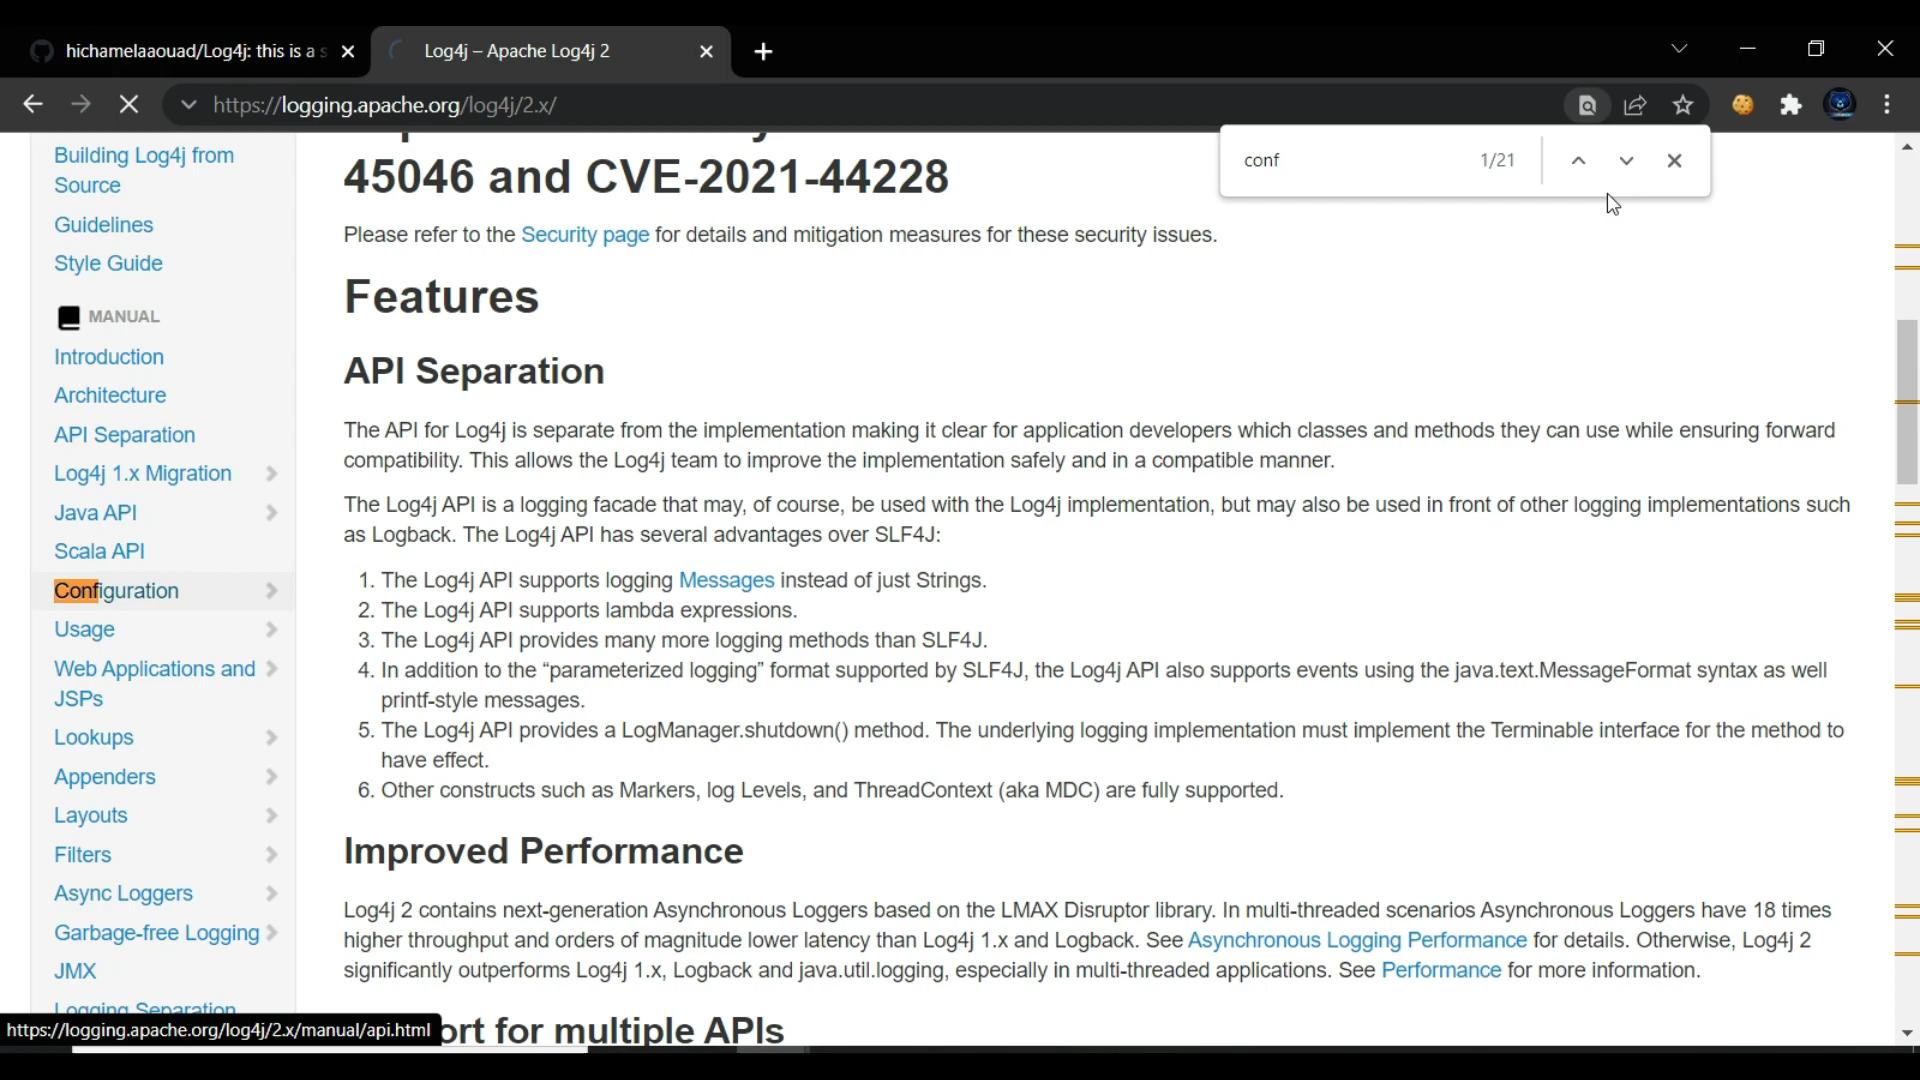 hichamelaaouad/Log4j: this is a s
Log4j – Apache Log4j 2
https://logging.apache.org/log4j/2.x/
conf 1/21
Building Log4j from
Source
Guidelines
Style Guide
MANUAL
Introduction
Architecture
API Separation
Log4j 1.x Migration
Java API
Scala API
Configuration
Usage
Web Applications and
JSPs
Lookups
Appenders
Layouts
Filters
Async Loggers
Garbage-free Logging
JMX
Logging Separation
https://logging.apache.org/log4j/2.x/manual/api.html
45046 and CVE-2021-44228
Please refer to the Security page for details and mitigation measures for these security issues.
Features
API Separation
The API for Log4j is separate from the implementation making it clear for application developers which classes and methods they can use while ensuring forward
compatibility. This allows the Log4j team to improve the implementation safely and in a compatible manner.
The Log4j API is a logging facade that may, of course, be used with the Log4j implementation, but may also be used in front of other logging implementations such
as Logback. The Log4j API has several advantages over SLF4J:
1. The Log4j API supports logging Messages instead of just Strings.
2. The Log4j API supports lambda expressions.
3. The Log4j API provides many more logging methods than SLF4J.
4. In addition to the “parameterized logging” format supported by SLF4J, the Log4j API also supports events using the java.text.MessageFormat syntax as well
printf-style messages.
5. The Log4j API provides a LogManager.shutdown() method. The underlying logging implementation must implement the Terminable interface for the method to
have effect.
6. Other constructs such as Markers, log Levels, and ThreadContext (aka MDC) are fully supported.
Improved Performance
Log4j 2 contains next-generation Asynchronous Loggers based on the LMAX Disruptor library. In multi-threaded scenarios Asynchronous Loggers have 18 times
higher throughput and orders of magnitude lower latency than Log4j 1.x and Logback. See Asynchronous Logging Performance for details. Otherwise, Log4j 2
significantly outperforms Log4j 1.x, Logback and java.util.logging, especially in multi-threaded applications. See Performance for more information.
ort for multiple APIs